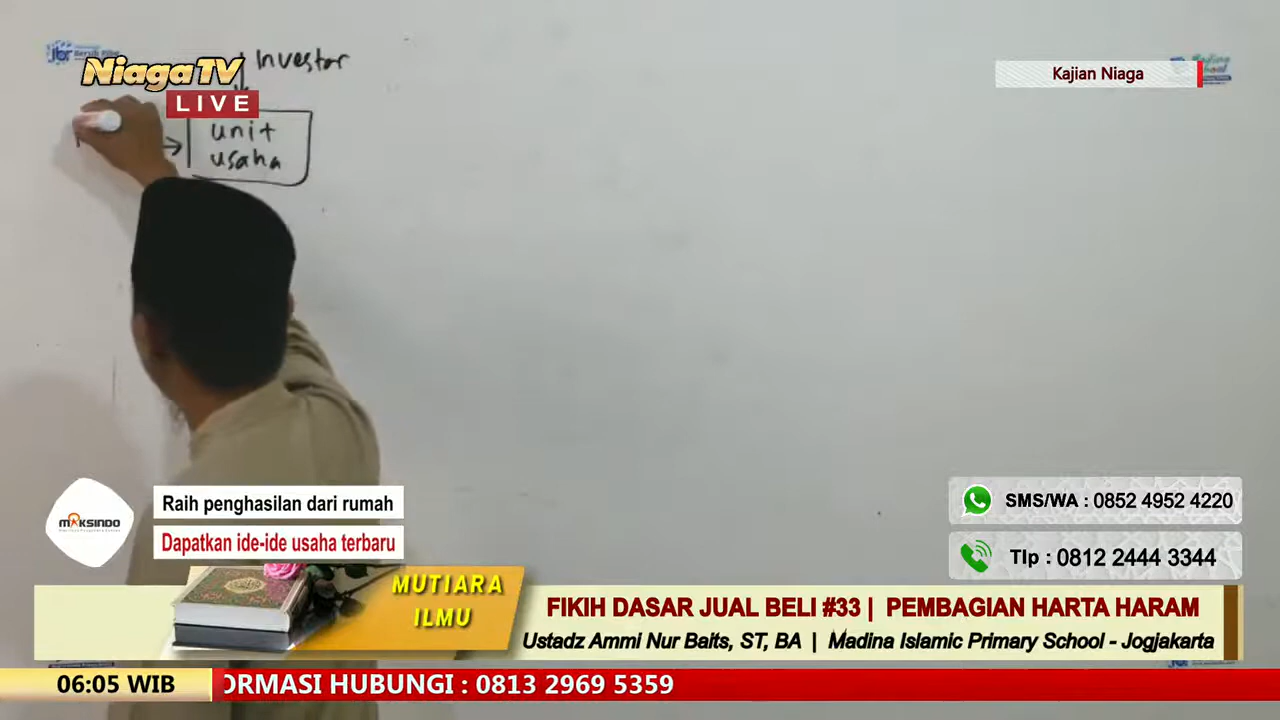 NiagaTV
LIVE
Investor
unit
usaha
Kajian Niaga
MAKSINDO
Raih penghasilan dari rumah
Dapatkan ide-ide usaha terbaru
SMS/WA : 0852 4952 4220
Tlp : 0812 2444 3344
MUTIARA
ILMU
FIKIH DASAR JUAL BELI #33 | PEMBAGIAN HARTA HARAM
Ustadz Ammi Nur Baits, ST, BA | Madina Islamic Primary School - Jogjakarta
06:05 WIB
ORMASI HUBUNGI : 0813 2969 5359